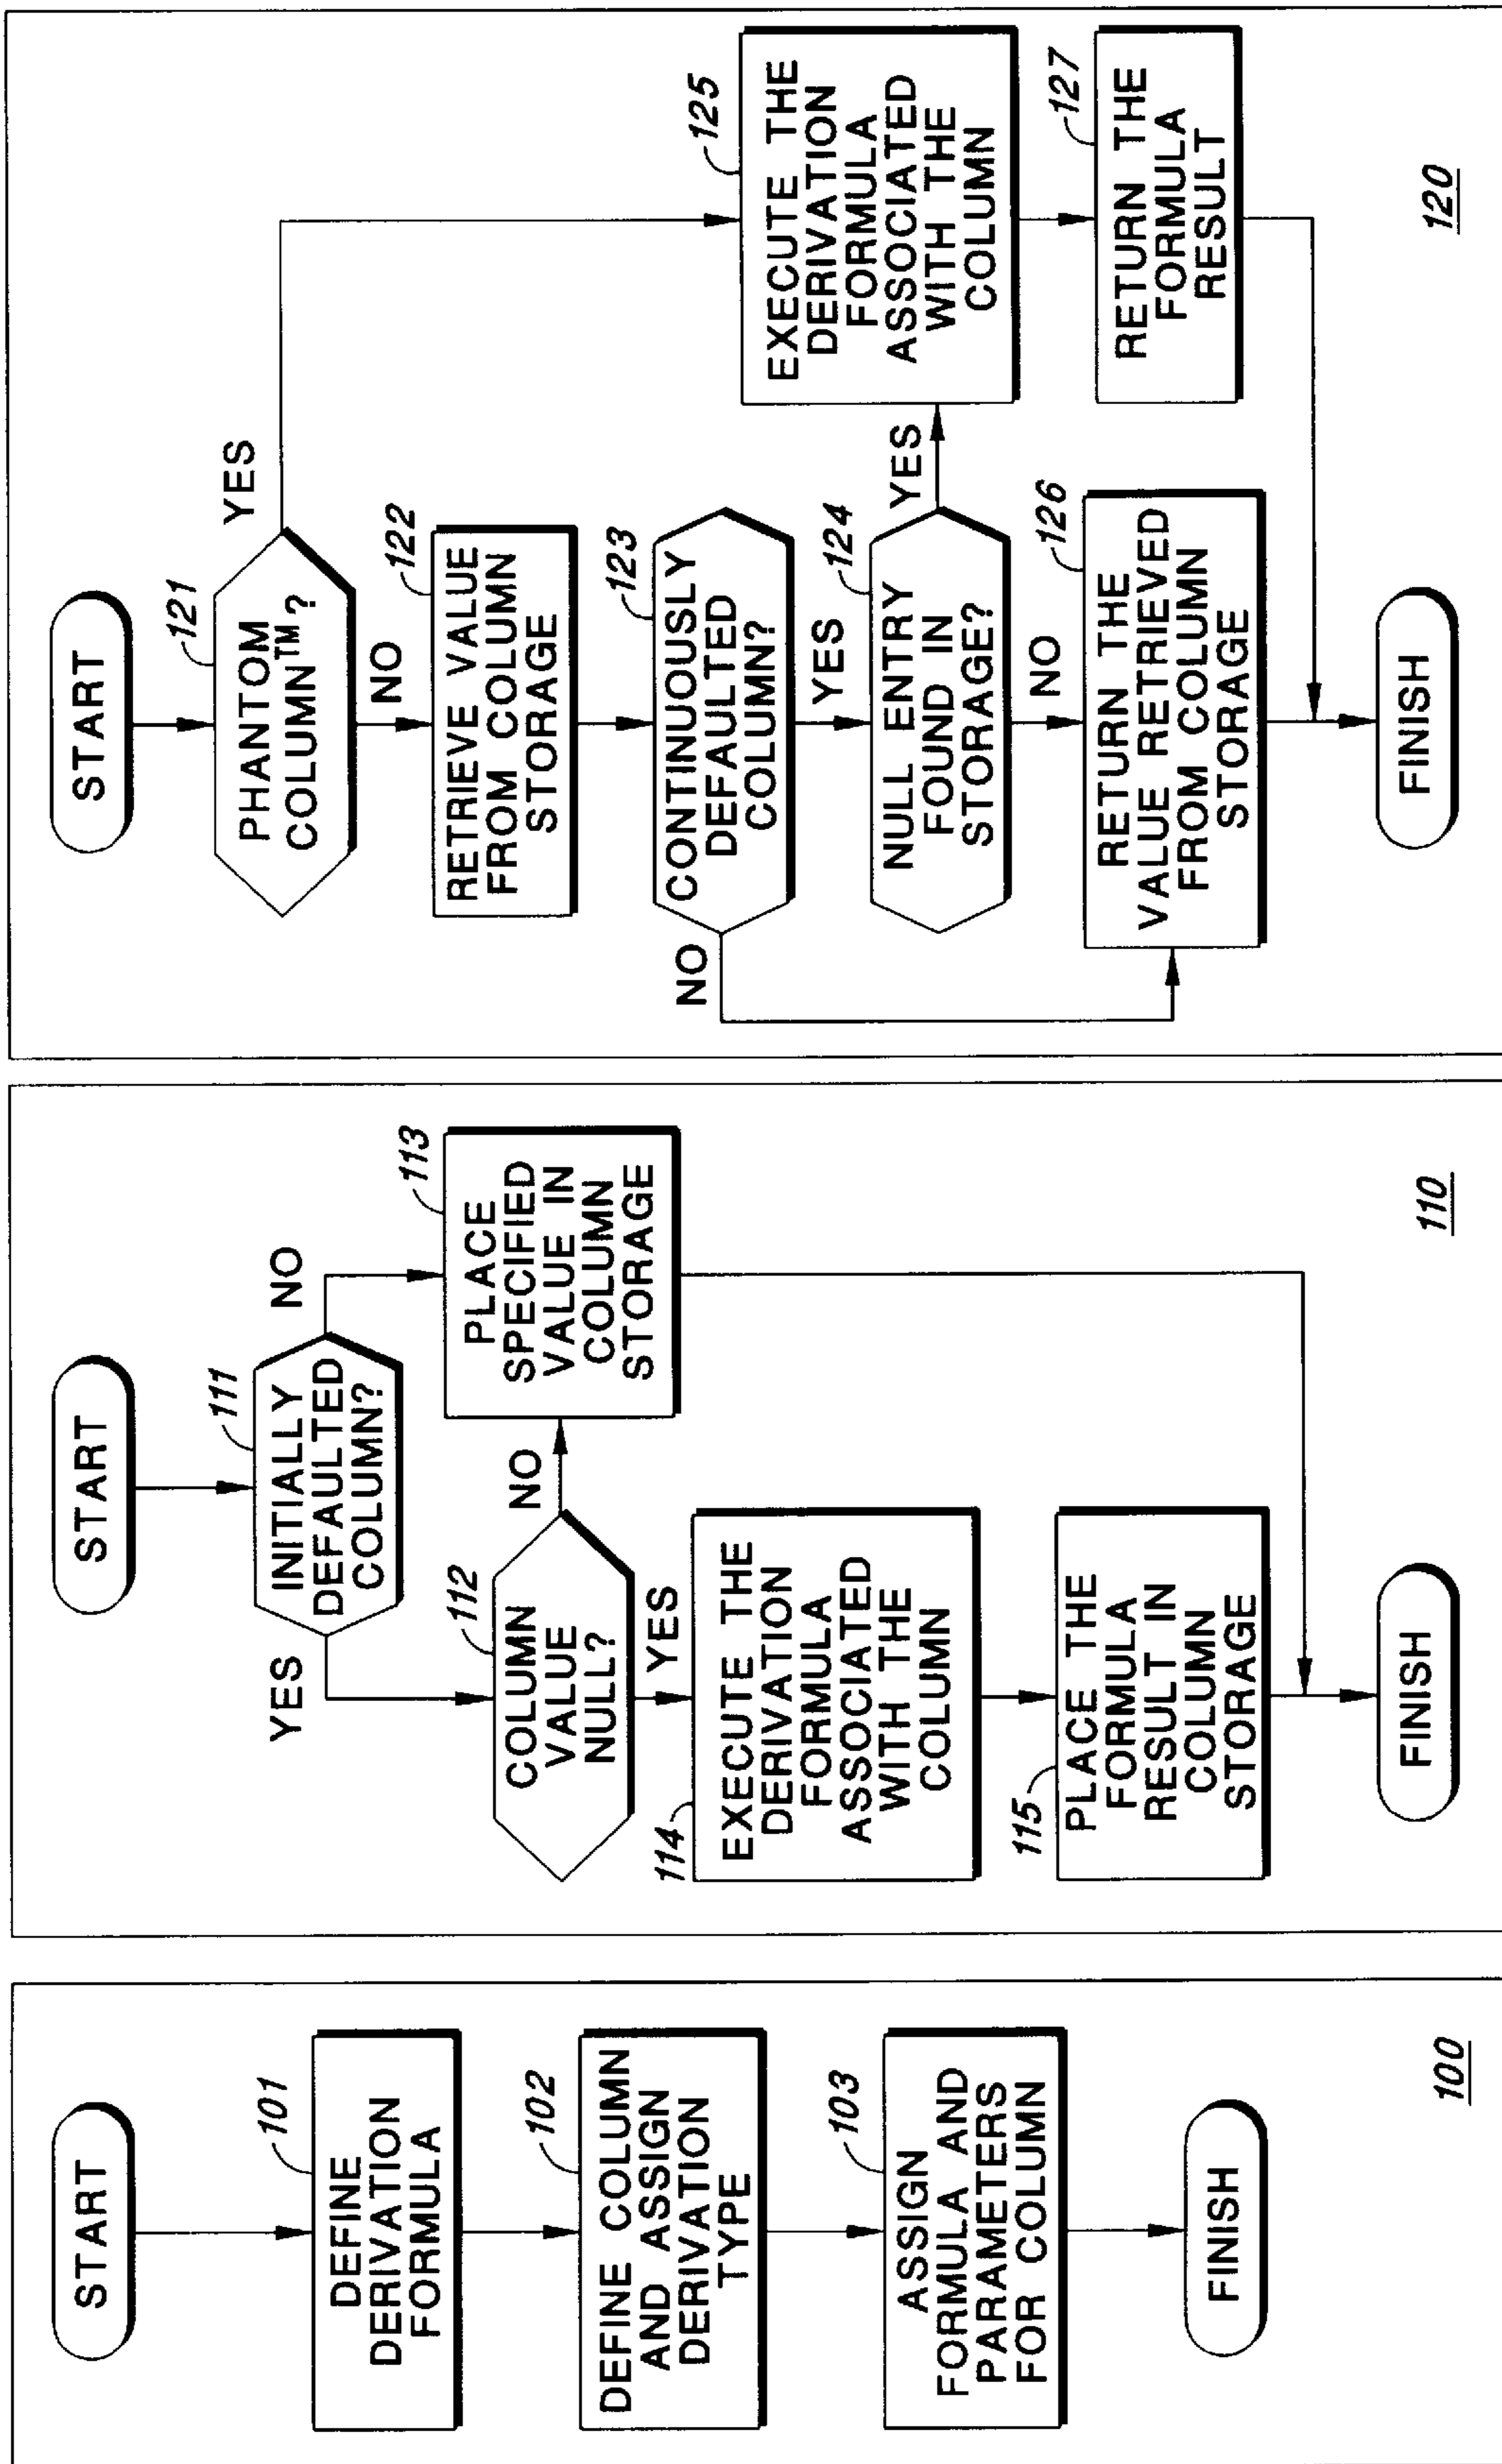 START
101
DEFINE
DERIVATION
FORMULA
102
DEFINE COLUMN
AND ASSIGN
DERIVATION
TYPE
103
ASSIGN
FORMULA AND
PARAMETERS
FOR COLUMN
FINISH
100
START
111
INITIALLY
DEFAULTED
COLUMN?
YES
NO
112
COLUMN
VALUE
NULL?
NO
YES
113
PLACE
SPECIFIED
VALUE IN
COLUMN
STORAGE
114
EXECUTE THE
DERIVATION
FORMULA
ASSOCIATED
WITH THE
COLUMN
115
PLACE THE
FORMULA
RESULT IN
COLUMN
STORAGE
FINISH
110
START
121
PHANTOM
COLUMN™?
YES
NO
122
RETRIEVE VALUE
FROM COLUMN
STORAGE
123
CONTINUOUSLY
DEFAULTED
COLUMN?
NO
YES
124
NULL ENTRY
FOUND IN
STORAGE?
YES
NO
125
EXECUTE THE
DERIVATION
FORMULA
ASSOCIATED
WITH THE
COLUMN
126
RETURN THE
VALUE RETRIEVED
FROM COLUMN
STORAGE
127
RETURN THE
FORMULA
RESULT
FINISH
120